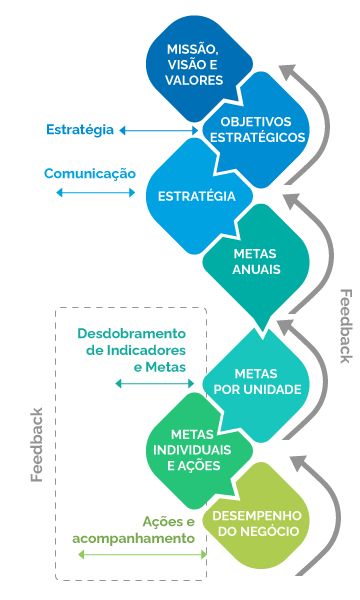 MISSÃO,
VISÃO E
VALORES
Estratégia
OBJETIVOS
ESTRATÉGICOS
Comunicação
ESTRATÉGIA
METAS
ANUAIS
Feedback
Desdobramento
de Indicadores
e Metas
METAS
POR UNIDADE
Feedback
METAS
INDIVIDUAIS
E AÇÕES
Ações e
acompanhamento
DESEMPENHO
DO NEGÓCIO